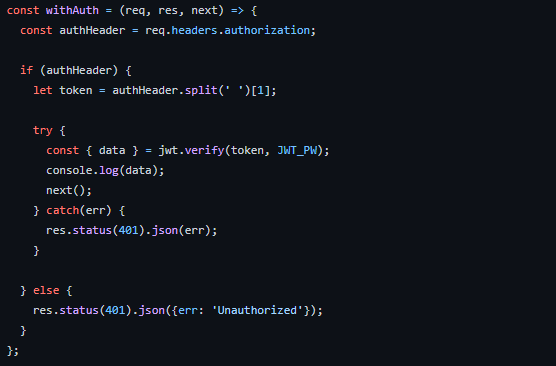 const withAuth = (req, res, next) => {
  const authHeader = req.headers.authorization;

  if (authHeader) {
    let token = authHeader.split(' ')[1];

    try {
      const { data } = jwt.verify(token, JWT_PW);
      console.log(data);
      next();
    } catch(err) {
      res.status(401).json(err);
    }

  } else {
    res.status(401).json({err: 'Unauthorized'});
  }
};